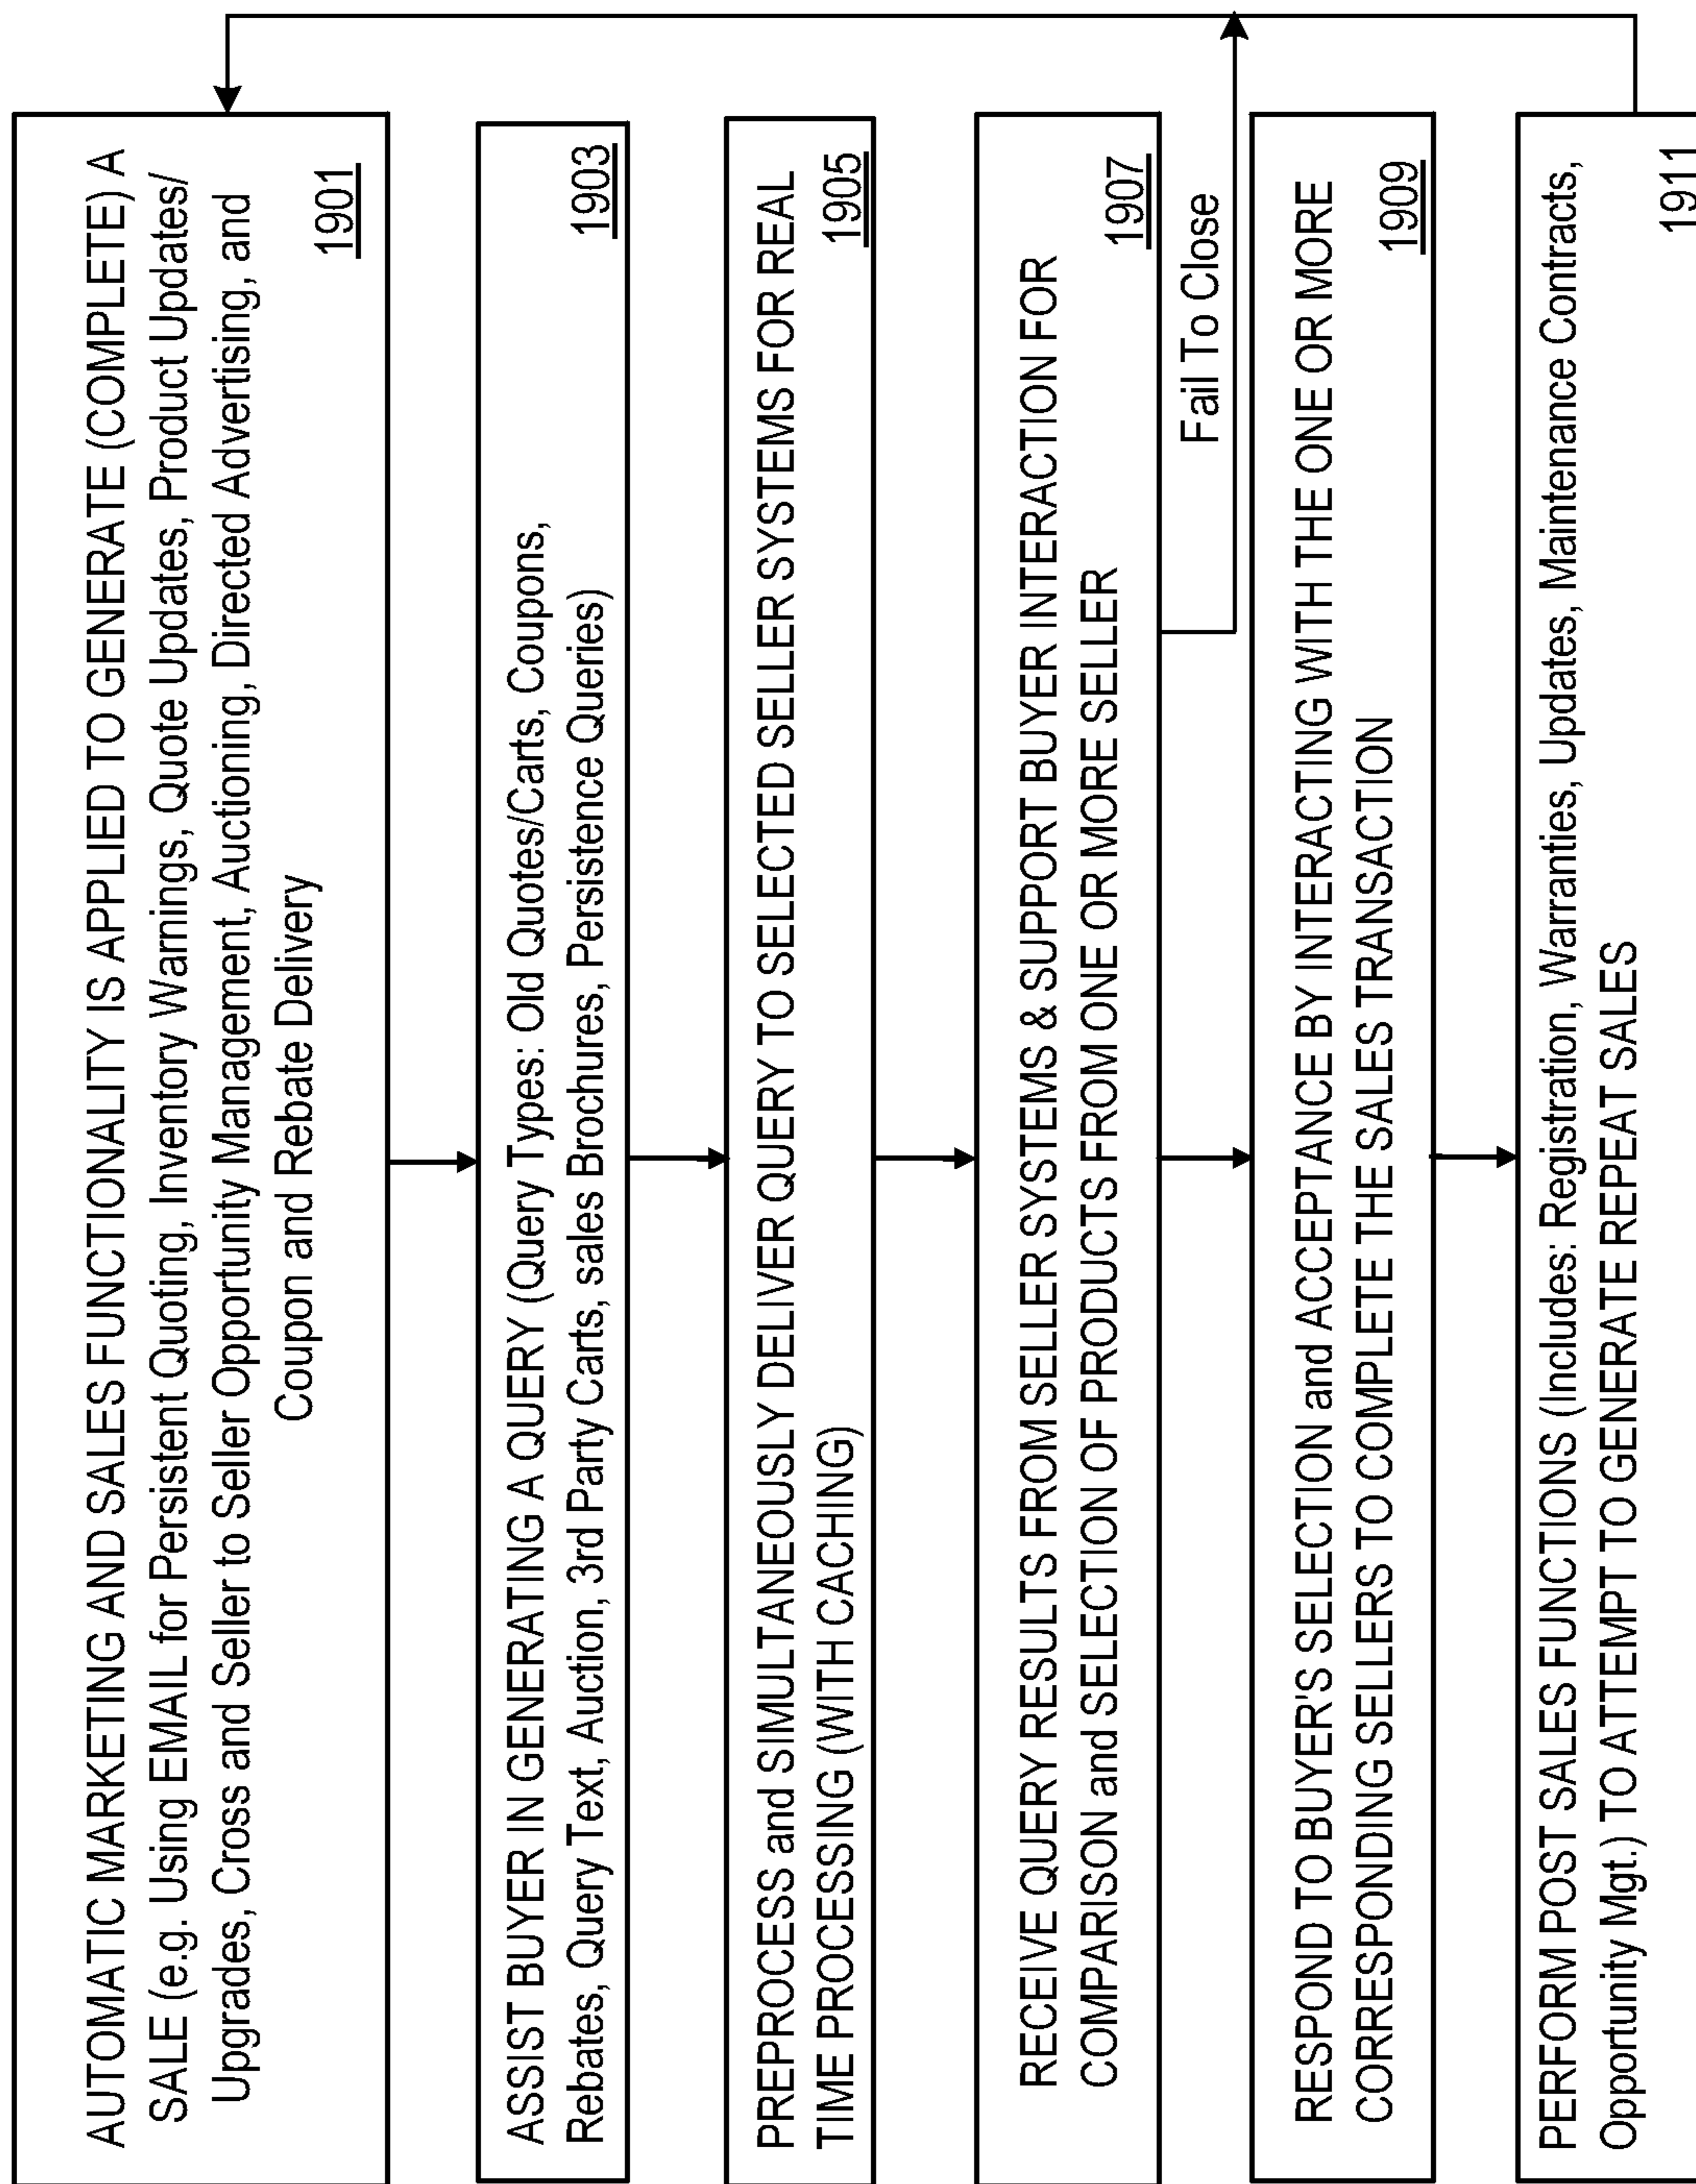 AUTOMATIC MARKETING AND SALES FUNCTIONALITY IS APPLIED TO GENERATE (COMPLETE) A
SALE (e.g. Using EMAIL for Persistent Quoting, Inventory Warnings, Quote Updates, Product Updates/
Upgrades, Cross and Seller to Seller Opportunity Management, Auctioning, Directed Advertising, and
Coupon and Rebate Delivery
1901
ASSIST BUYER IN GENERATING A QUERY (Query Types: Old Quotes/Carts, Coupons,
Rebates, Query Text, Auction, 3rd Party Carts, sales Brochures, Persistence Queries)
1903
PREPROCESS and SIMULTANEOUSLY DELIVER QUERY TO SELECTED SELLER SYSTEMS FOR REAL
TIME PROCESSING (WITH CACHING)
1905
RECEIVE QUERY RESULTS FROM SELLER SYSTEMS & SUPPORT BUYER INTERACTION FOR
COMPARISON and SELECTION OF PRODUCTS FROM ONE OR MORE SELLER
1907
Fail To Close
RESPOND TO BUYER'S SELECTION and ACCEPTANCE BY INTERACTING WITH THE ONE OR MORE
CORRESPONDING SELLERS TO COMPLETE THE SALES TRANSACTION
1909
PERFORM POST SALES FUNCTIONS (Includes: Registration, Warranties, Updates, Maintenance Contracts,
Opportunity Mgt.) TO ATTEMPT TO GENERATE REPEAT SALES
1911